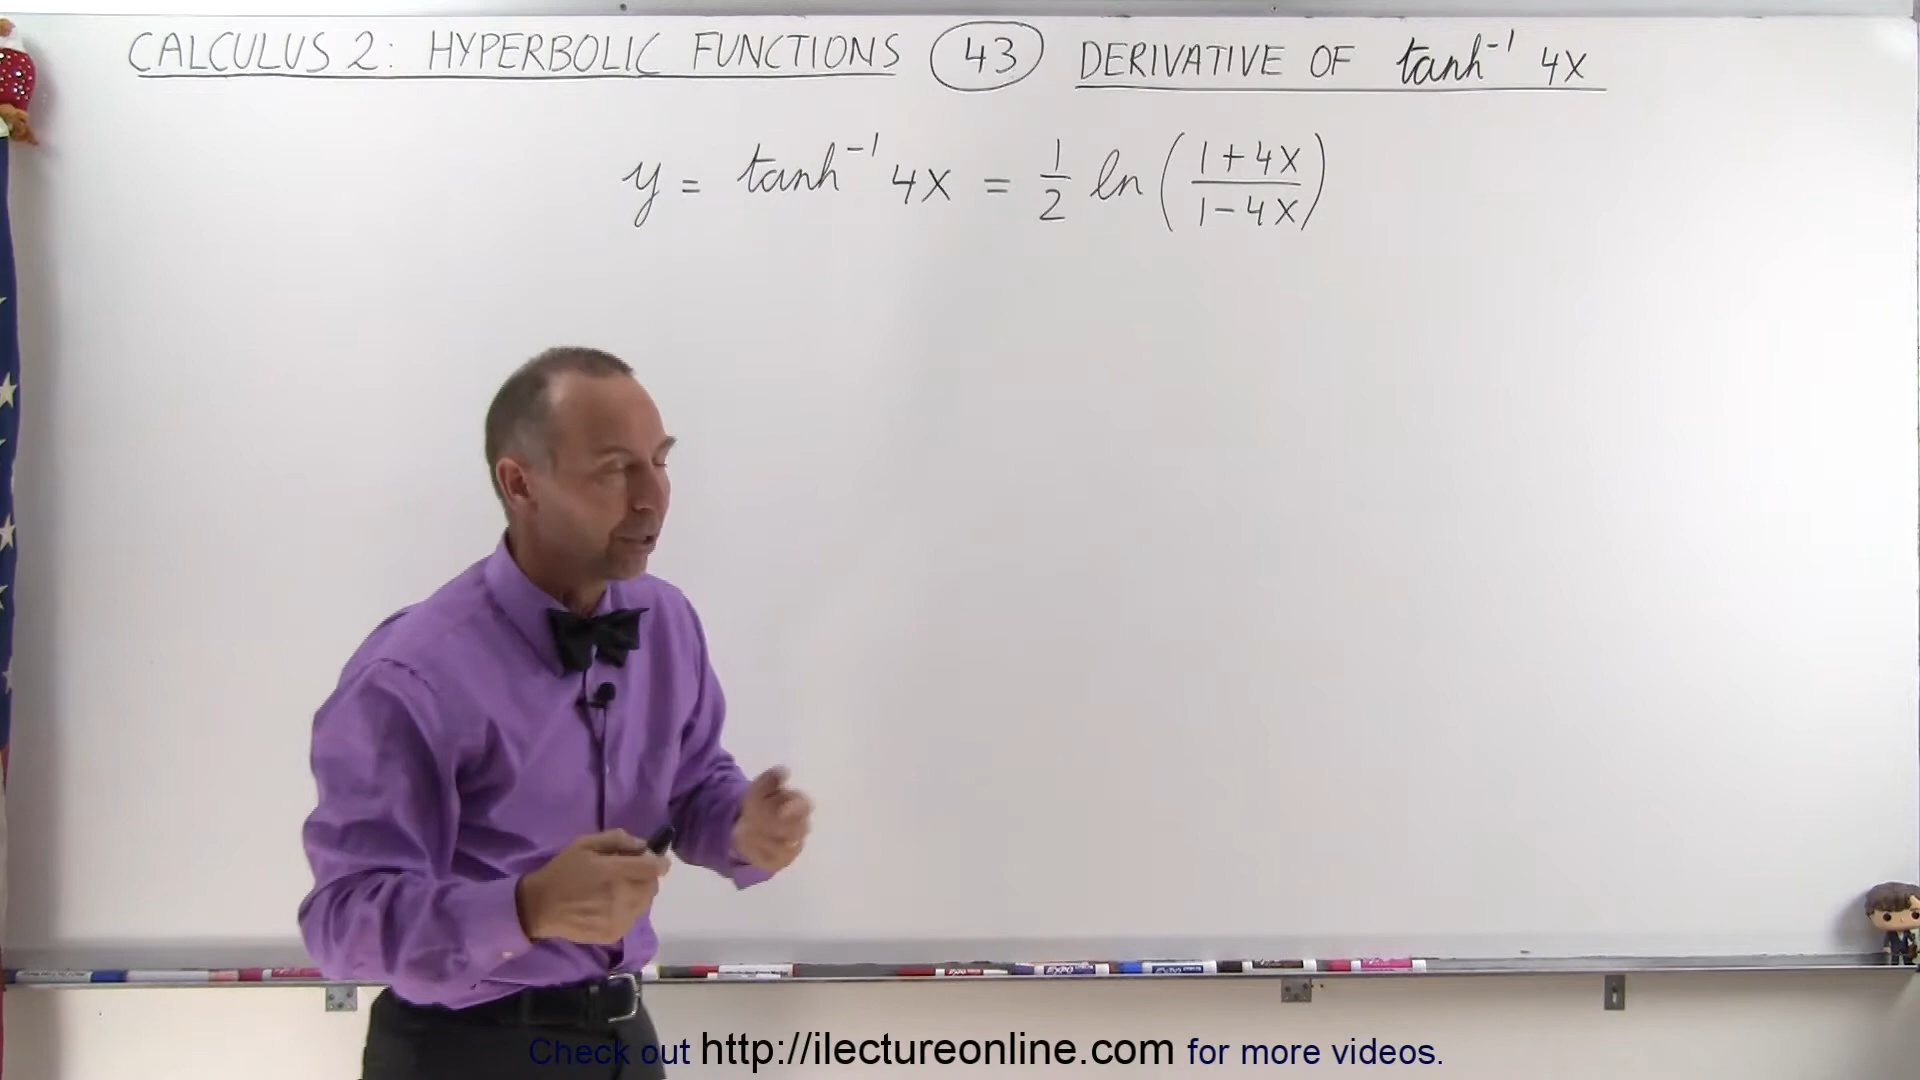 CALCULUS 2: HYPERBOLIC FUNCTIONS 43 DERIVATIVE OF tanh⁻¹ 4X
y = tanh⁻¹ 4X = 1/2 ln ( (1+4X)/(1-4X) )
Check out http://ilectureonline.com for more videos.